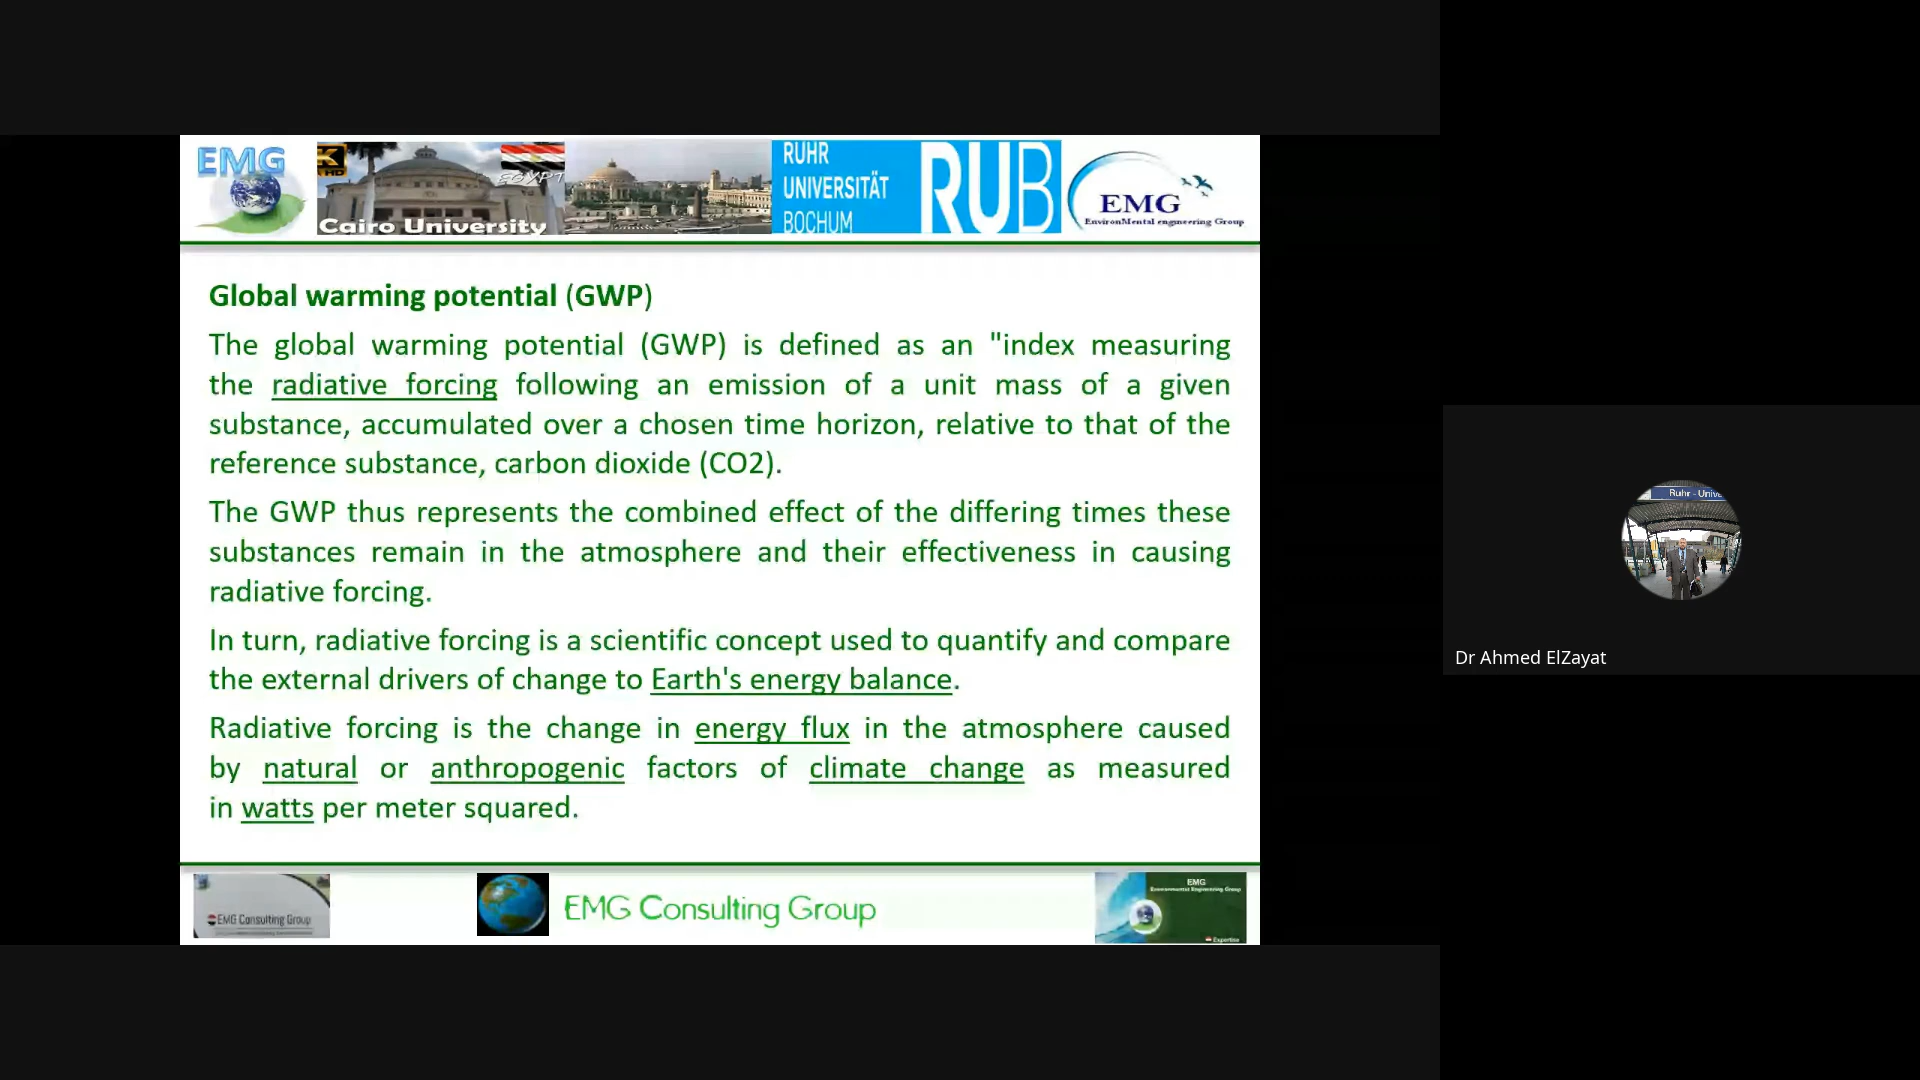 EMG
K
HD
EGYPT
Cairo University
RUHR
UNIVERSITÄT
BOCHUM
RUB
EMG
EnvironMental engineering Group
Global warming potential (GWP)
The global warming potential (GWP) is defined as an "index measuring
the radiative forcing following an emission of a unit mass of a given
substance, accumulated over a chosen time horizon, relative to that of the
reference substance, carbon dioxide (CO2).
The GWP thus represents the combined effect of the differing times these
substances remain in the atmosphere and their effectiveness in causing
radiative forcing.
In turn, radiative forcing is a scientific concept used to quantify and compare
the external drivers of change to Earth's energy balance.
Radiative forcing is the change in energy flux in the atmosphere caused
by natural or anthropogenic factors of climate change as measured
in watts per meter squared.
EMG Consulting Group
EMG Consulting Group
EMG
Environmental Engineering Group
Expertise
Ruhr - Unive
Dr Ahmed ElZayat